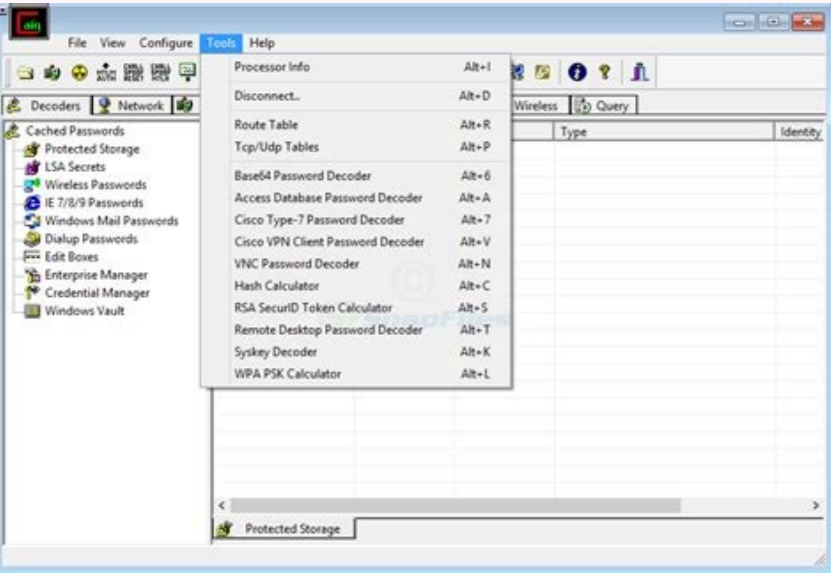 Cain
File View Configure Tools Help
Decoders Network Wireless Query
Cached Passwords
Protected Storage
LSA Secrets
Wireless Passwords
IE 7/8/9 Passwords
Windows Mail Passwords
Dialup Passwords
Edit Boxes
Enterprise Manager
Credential Manager
Windows Vault
Processor Info Alt+I
Disconnect.. Alt+D
Route Table Alt+R
Tcp/Udp Tables Alt+P
Base64 Password Decoder Alt+6
Access Database Password Decoder Alt+A
Cisco Type-7 Password Decoder Alt+7
Cisco VPN Client Password Decoder Alt+V
VNC Password Decoder Alt+N
Hash Calculator Alt+C
RSA SecurID Token Calculator Alt+S
Remote Desktop Password Decoder Alt+T
Syskey Decoder Alt+K
WPA PSK Calculator Alt+L
Type Identity
Protected Storage